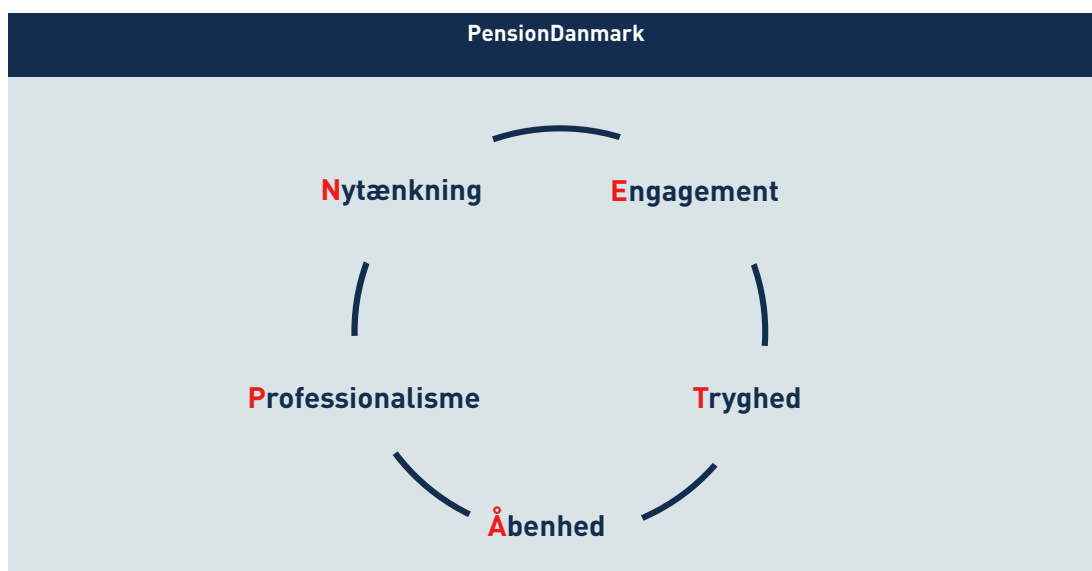 PensionDanmark
Nytænkning
Engagement
Professionalisme
Tryghed
Åbenhed